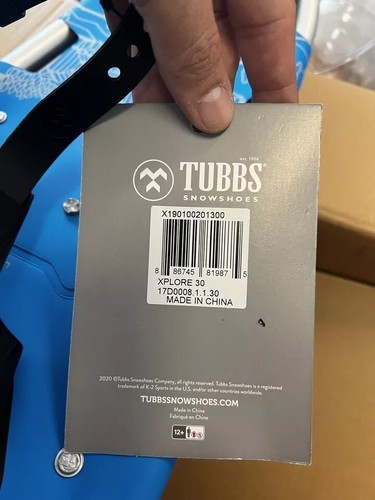 est. 1906
TUBBS
SNOWSHOES
X190100201300
8 86745 81987 5
XPLORE 30
17D0008.1.1.30
MADE IN CHINA
2020 ©Tubbs Snowshoes Company, all rights reserved. Tubbs Snowshoes is a registered
trademark of K-2 Sports in the U.S. and/or other countries worldwide.
TUBBSSNOWSHOES.COM
Made in China
Fabriqué en China
12+